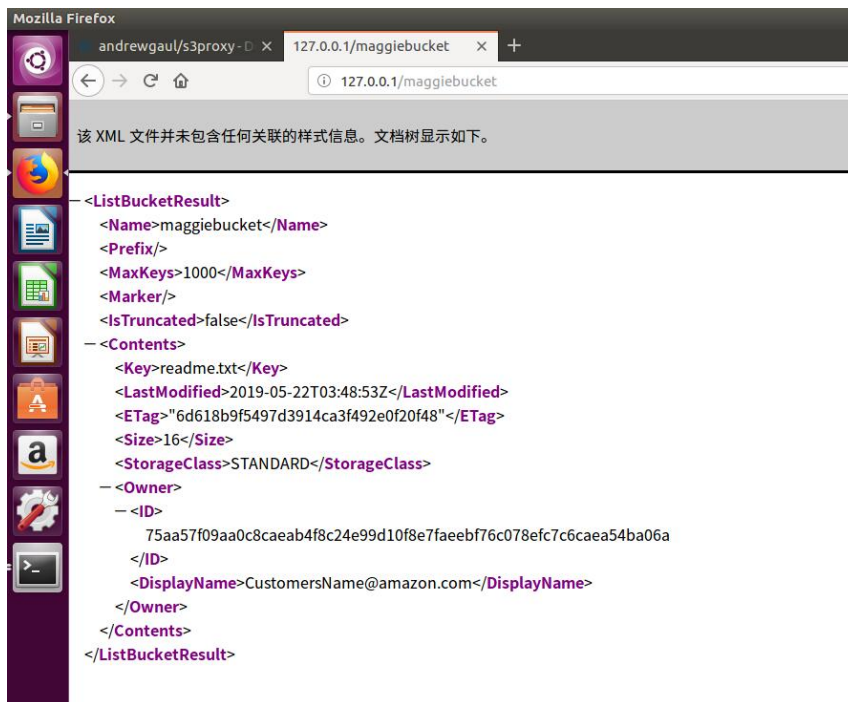 Mozilla Firefox
andrewgaul/s3proxy - D
127.0.0.1/maggiebucket
127.0.0.1/maggiebucket
该 XML 文件并未包含任何关联的样式信息。文档树显示如下。
— <ListBucketResult>
<Name>maggiebucket</Name>
<Prefix/>
<MaxKeys>1000</MaxKeys>
<Marker/>
<IsTruncated>false</IsTruncated>
— <Contents>
<Key>readme.txt</Key>
<LastModified>2019-05-22T03:48:53Z</LastModified>
<ETag>"6d618b9f5497d3914ca3f492e0f20f48"</ETag>
<Size>16</Size>
<StorageClass>STANDARD</StorageClass>
— <Owner>
— <ID>
75aa57f09aa0c8caeab4f8c24e99d10f8e7faeebf76c078efc7c6caea54ba06a
</ID>
<DisplayName>CustomersName@amazon.com</DisplayName>
</Owner>
</Contents>
</ListBucketResult>